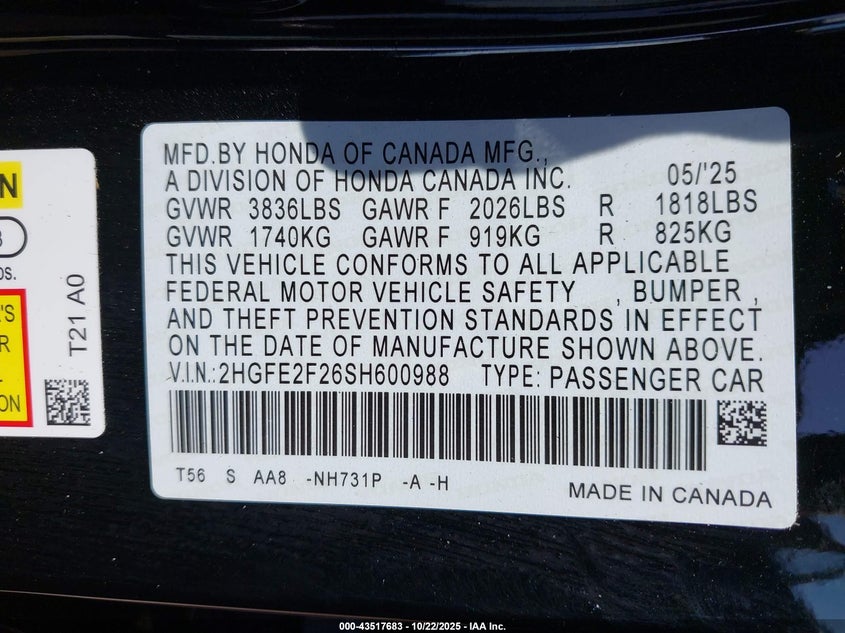 MFD.BY HONDA OF CANADA MFG.,
A DIVISION OF HONDA CANADA INC. 05/'25
GVWR 3836LBS GAWR F 2026LBS R 1818LBS
GVWR 1740KG GAWR F 919KG R 825KG
THIS VEHICLE CONFORMS TO ALL APPLICABLE
FEDERAL MOTOR VEHICLE SAFETY , BUMPER ,
AND THEFT PREVENTION STANDARDS IN EFFECT
ON THE DATE OF MANUFACTURE SHOWN ABOVE.
V.I.N.: 2HGFE2F26SH600988 TYPE: PASSENGER CAR
T56 S AA8 -NH731P -A -H
MADE IN CANADA
T21 A0
000-43517683 - 10/22/2025 - IAA Inc.